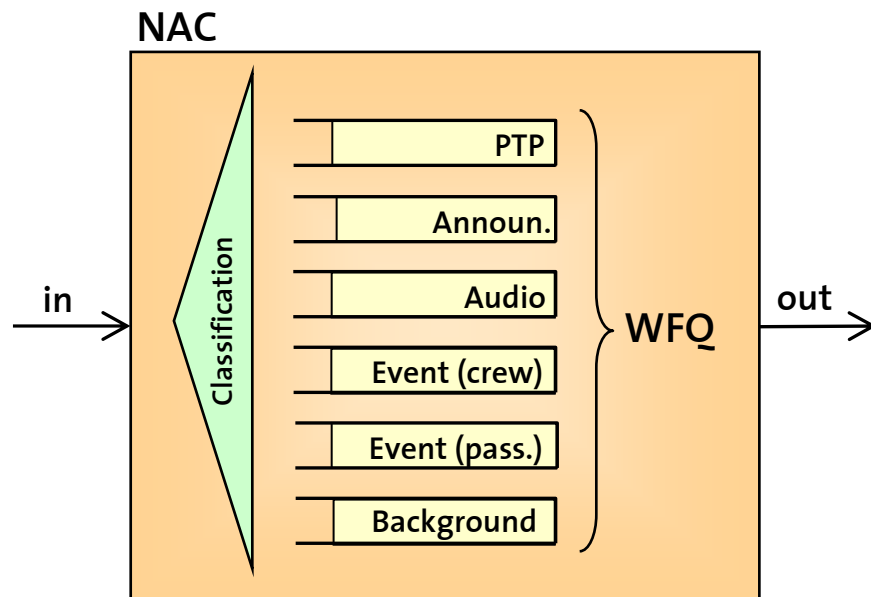 NAC
PTP
Announ.
Audio
Event (crew)
Event (pass.)
Background
Classification
in
WFQ
out